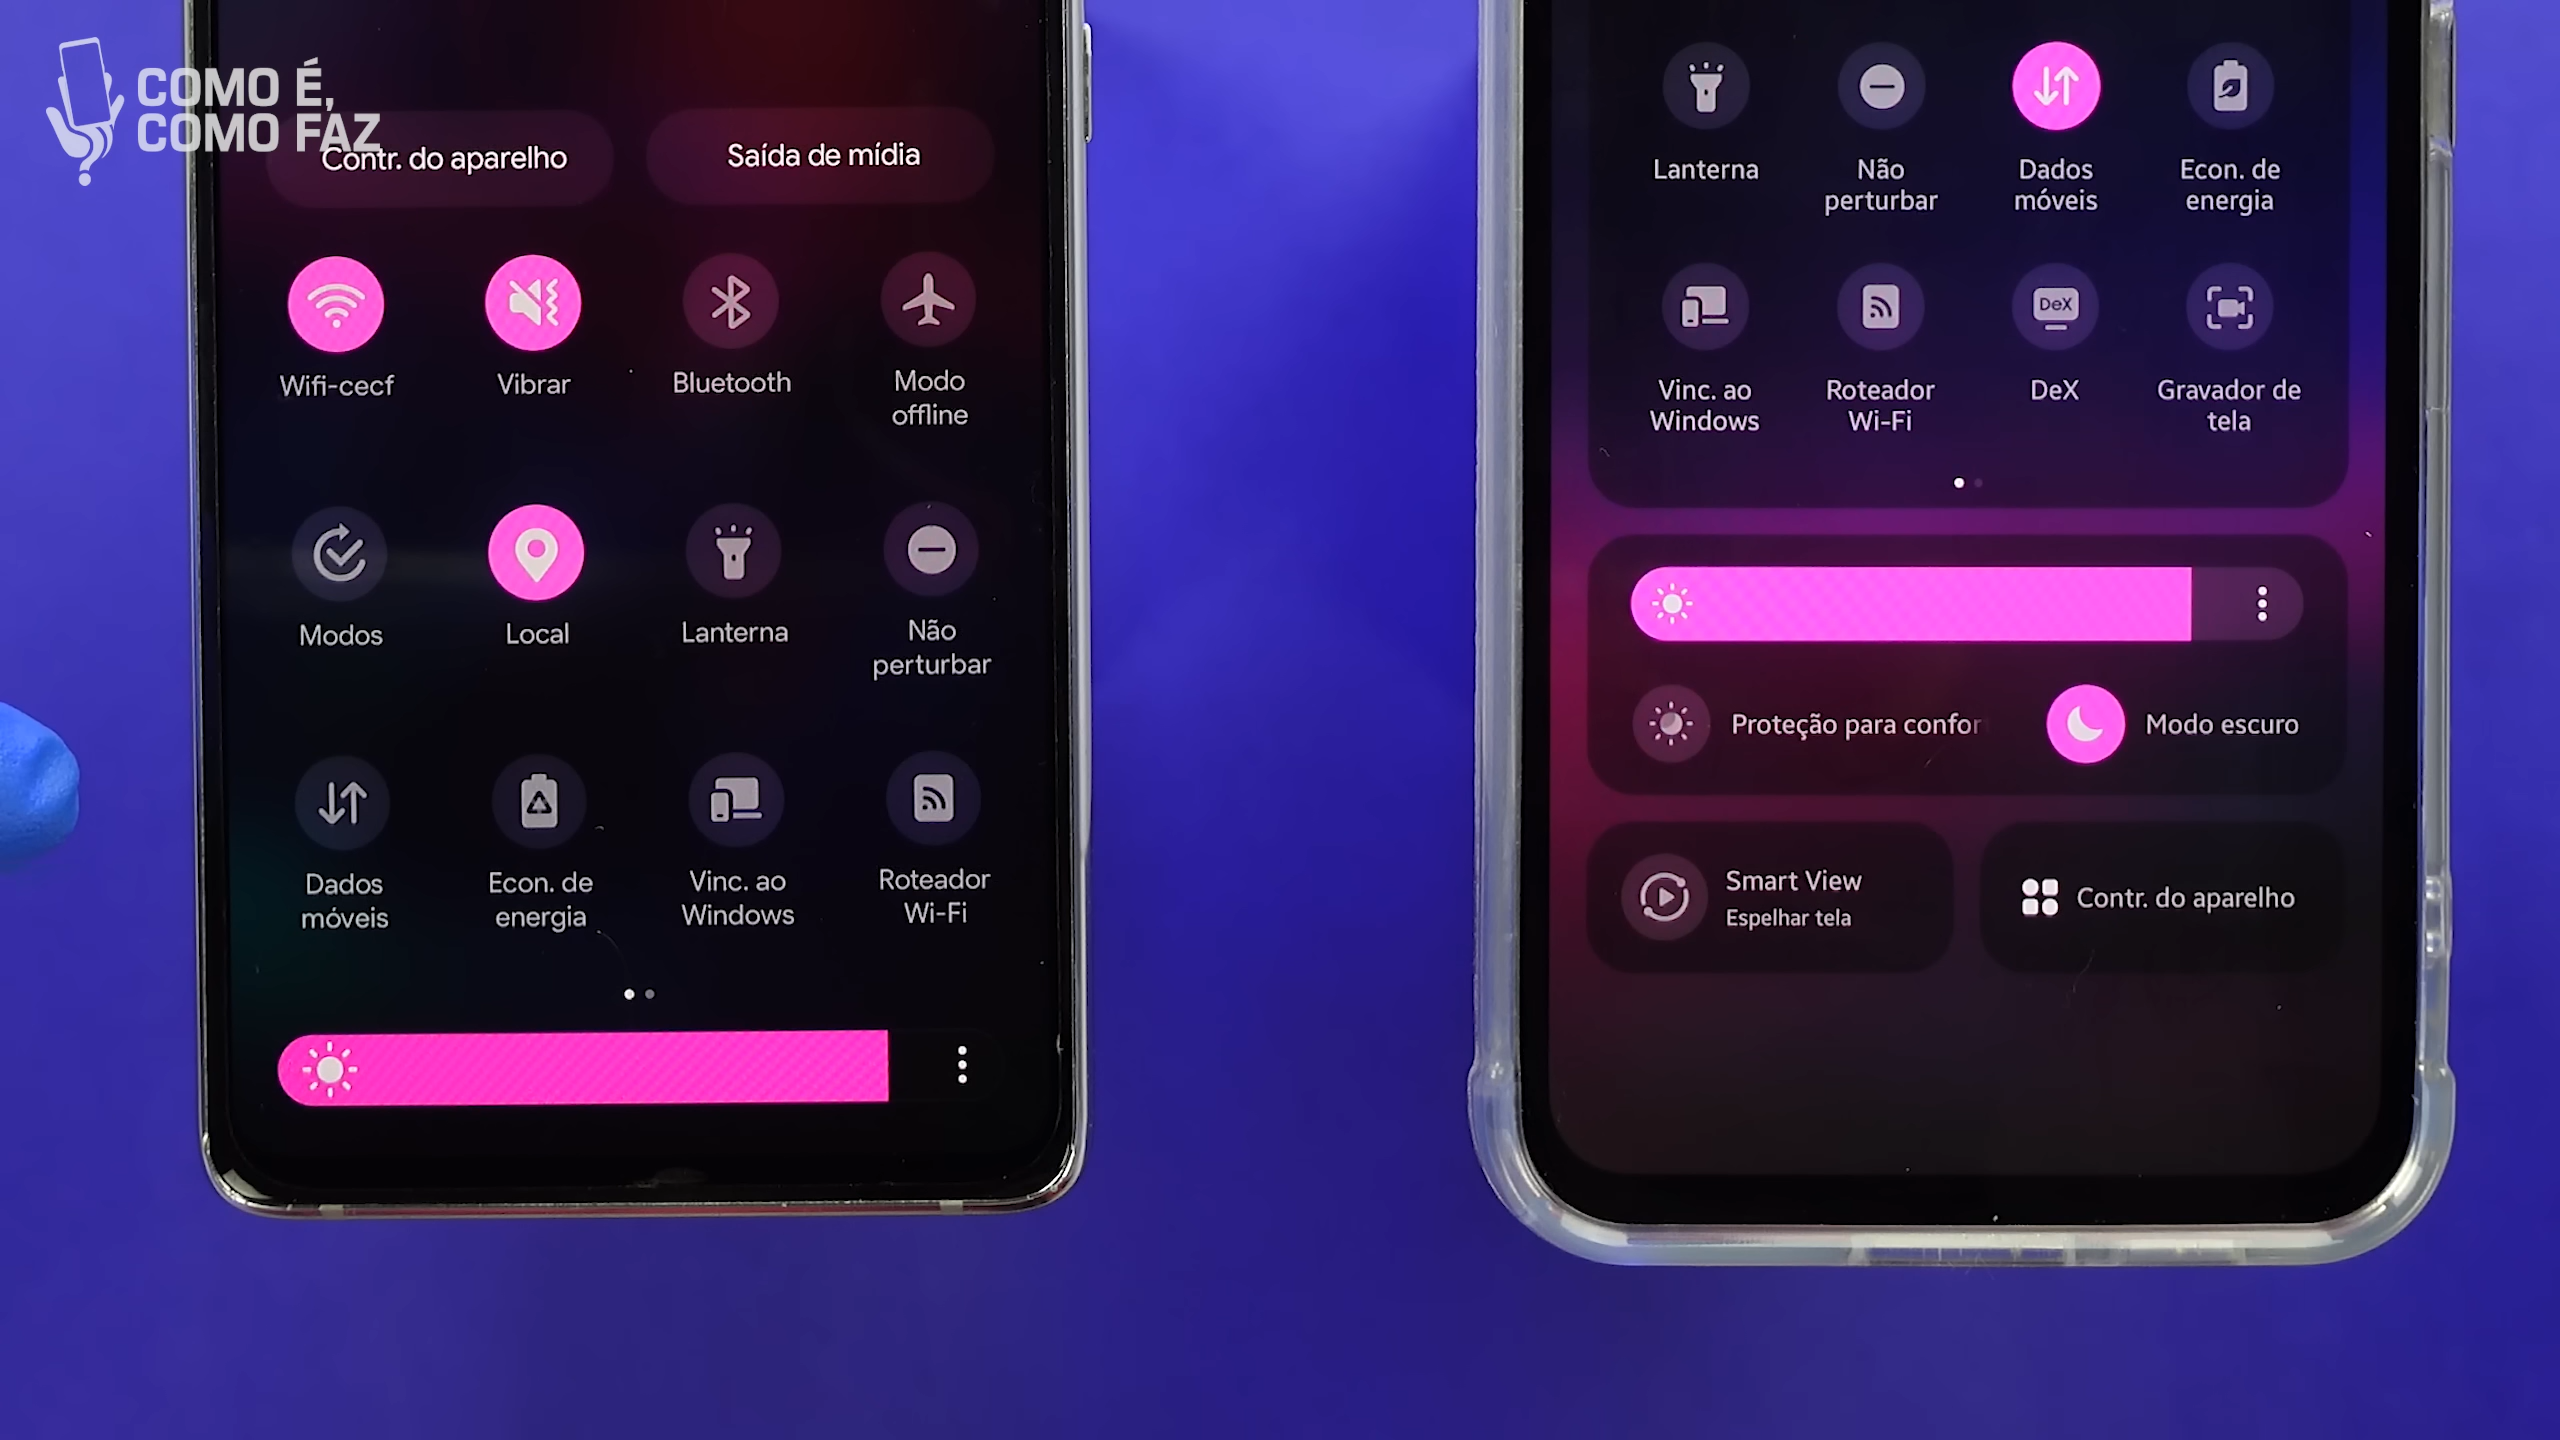 COMO É,
COMO FAZ
Contr. do aparelho
Saída de mídia
Wifi-cecf
Vibrar
Bluetooth
Modo
offline
Modos
Local
Lanterna
Não
perturbar
Dados
móveis
Econ. de
energia
Vinc. ao
Windows
Roteador
Wi-Fi
Lanterna
Não
perturbar
Dados
móveis
Econ. de
energia
Vinc. ao
Windows
Roteador
Wi-Fi
DeX
DeX
Gravador de
tela
Proteção para confor
Modo escuro
Smart View
Espelhar tela
Contr. do aparelho